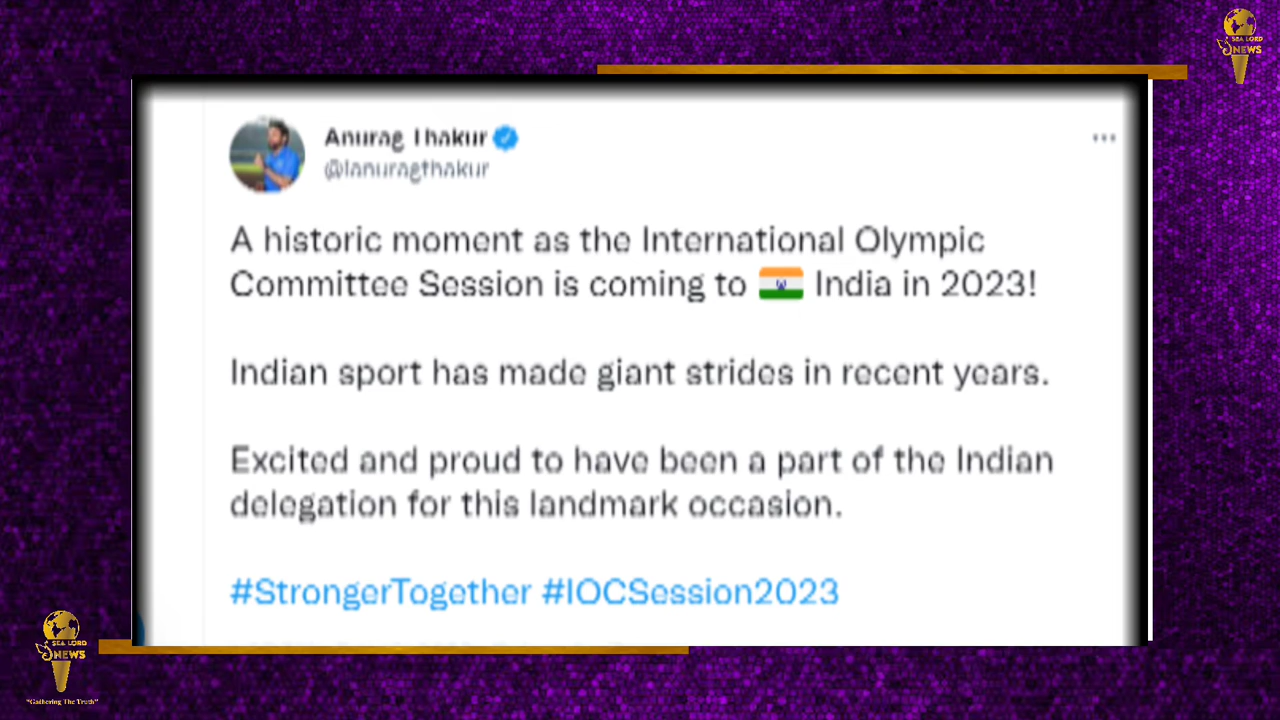 SEA LORD
NEWS
Anurag Thakur
@Ianuragthakur
A historic moment as the International Olympic
Committee Session is coming to 🇮🇳 India in 2023!
Indian sport has made giant strides in recent years.
Excited and proud to have been a part of the Indian
delegation for this landmark occasion.
#StrongerTogether #IOCSession2023
SEA LORD
NEWS
"Gathering The Truth"